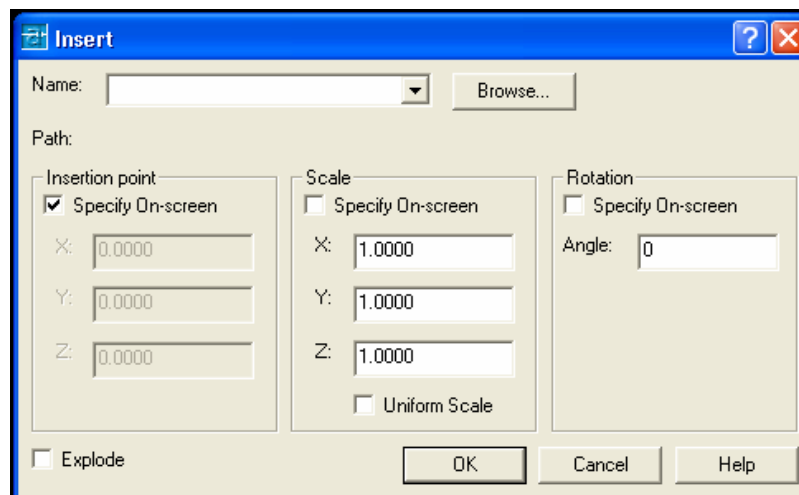 Insert
Name: Browse...
Path:
Insertion point Scale Rotation
Specify On-screen Specify On-screen Specify On-screen
X: 0.0000 X: 1.0000 Angle: 0
Y: 0.0000 Y: 1.0000
Z: 0.0000 Z: 1.0000
Uniform Scale
Explode OK Cancel Help